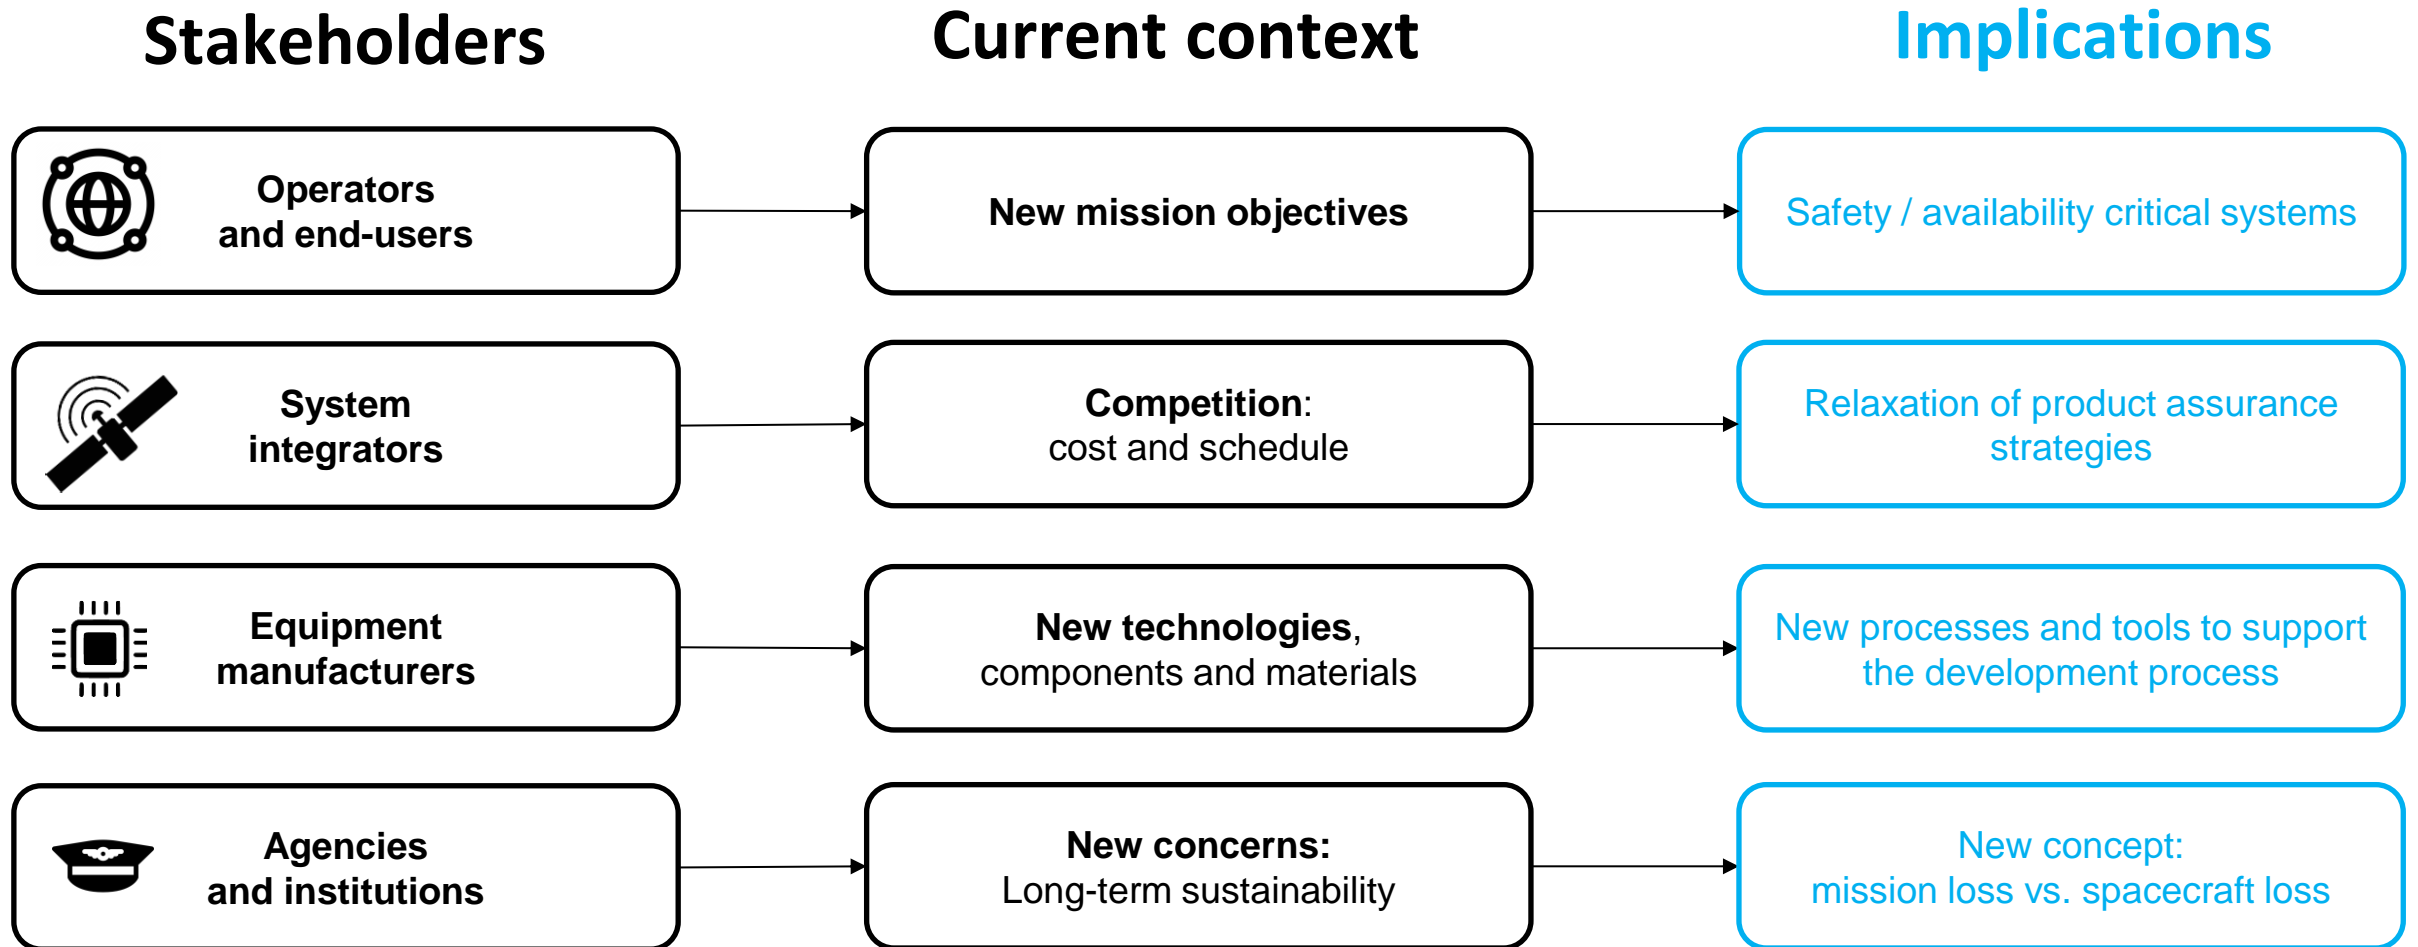 Stakeholders
Current context
Implications
Operators
and end-users
New mission objectives
Safety / availability critical systems
System
integrators
Competition:
cost and schedule
Relaxation of product assurance
strategies
Equipment
manufacturers
New technologies,
components and materials
New processes and tools to support
the development process
Agencies
and institutions
New concerns:
Long-term sustainability
New concept:
mission loss vs. spacecraft loss